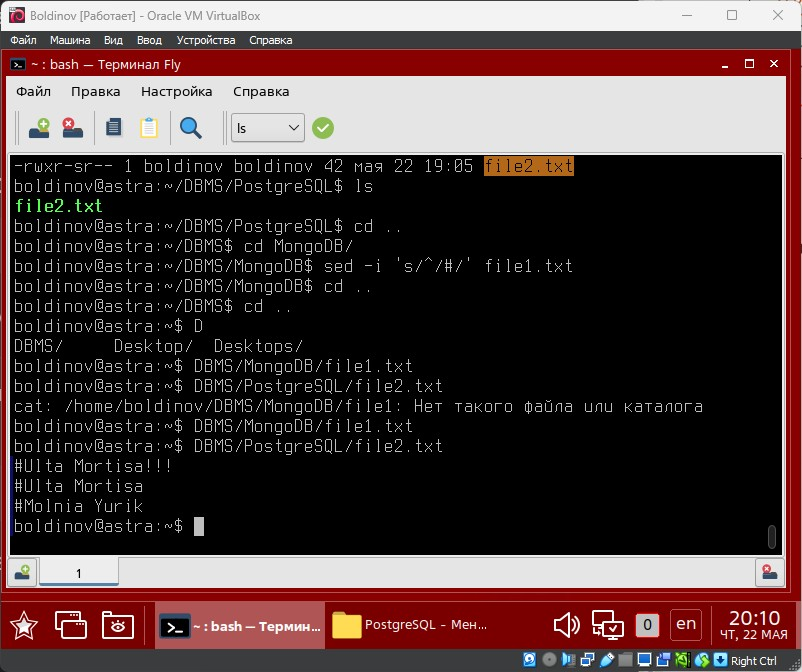 Boldinov [Работает] - Oracle VM VirtualBox
Файл Машина Вид Ввод Устройства Справка
~ : bash — Терминал Fly
Файл Правка Настройка Справка
ls
-rwxr-sr-- 1 boldinov boldinov 42 мая 22 19:05 file2.txt
boldinov@astra:~/DBMS/PostgreSQL$ ls
file2.txt
boldinov@astra:~/DBMS/PostgreSQL$ cd ..
boldinov@astra:~/DBMS$ cd MongoDB/
boldinov@astra:~/DBMS/MongoDB$ sed -i 's/^/#/' file1.txt
boldinov@astra:~/DBMS/MongoDB$ cd ..
boldinov@astra:~/DBMS$ cd ..
boldinov@astra:~$ D
DBMS/ Desktop/ Desktops/
boldinov@astra:~$ DBMS/MongoDB/file1.txt
boldinov@astra:~$ DBMS/PostgreSQL/file2.txt
cat: /home/boldinov/DBMS/MongoDB/file1: Нет такого файла или каталога
boldinov@astra:~$ DBMS/MongoDB/file1.txt
boldinov@astra:~$ DBMS/PostgreSQL/file2.txt
#Ulta Mortisa!!!
#Ulta Mortisa
#Molnia Yurik
boldinov@astra:~$
1
~ : bash — Термин...
PostgreSQL - Мен...
0
en
20:10
ЧТ, 22 МАЯ
Right Ctrl